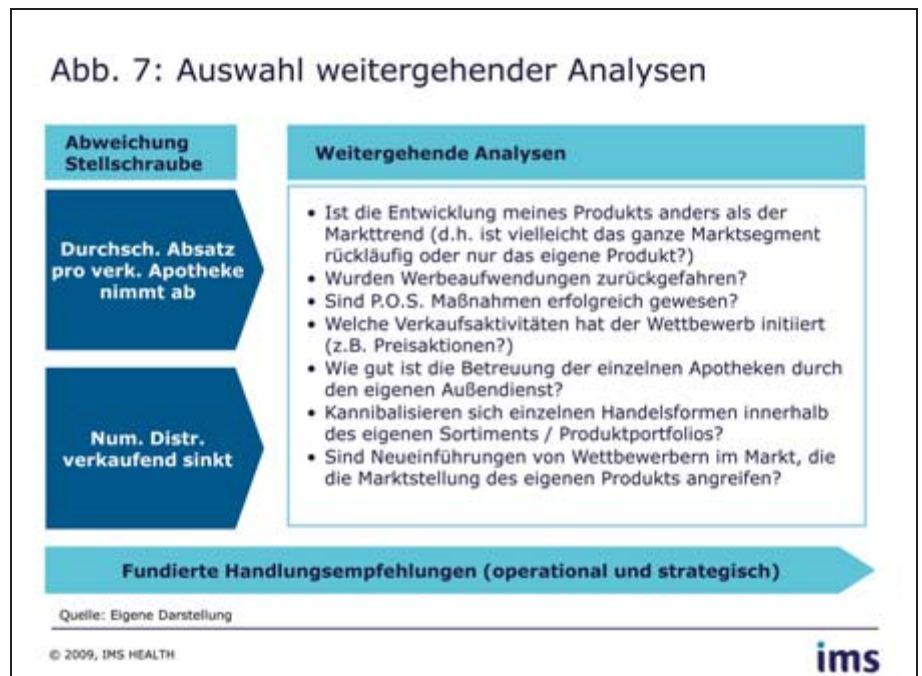 Abb. 7: Auswahl weitergehender Analysen
Abweichung
Stellschraube
Weitergehende Analysen
Durchsch. Absatz
pro verk. Apotheke
nimmt ab
Num. Distr.
verkaufend sinkt
• Ist die Entwicklung meines Produkts anders als der
Markttrend (d.h. ist vielleicht das ganze Marktsegment
rückläufig oder nur das eigene Produkt?)
• Wurden Werbeaufwendungen zurückgefahren?
• Sind P.O.S. Maßnahmen erfolgreich gewesen?
• Welche Verkaufsaktivitäten hat der Wettbewerb initiiert
(z.B. Preisaktionen?)
• Wie gut ist die Betreuung der einzelnen Apotheken durch
den eigenen Außendienst?
• Kannibalisieren sich einzelnen Handelsformen innerhalb
des eigenen Sortiments / Produktportfolios?
• Sind Neueinführungen von Wettbewerbern im Markt, die
die Marktstellung des eigenen Produkts angreifen?
Fundierte Handlungsempfehlungen (operational und strategisch)
Quelle: Eigene Darstellung
© 2009, IMS HEALTH
ims